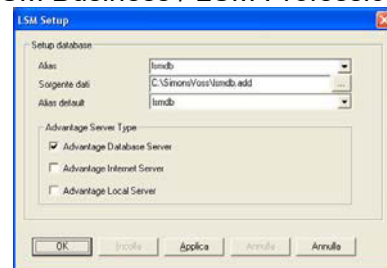 LSM Setup
Setup database
Alias lsmdb
Sorgente dati C:\SimonsVoss\lsmdb.add ...
Alias default lsmdb
Advantage Server Type
Advantage Database Server
Advantage Internet Server
Advantage Local Server
OK Incolla Applica Annulla Annulla